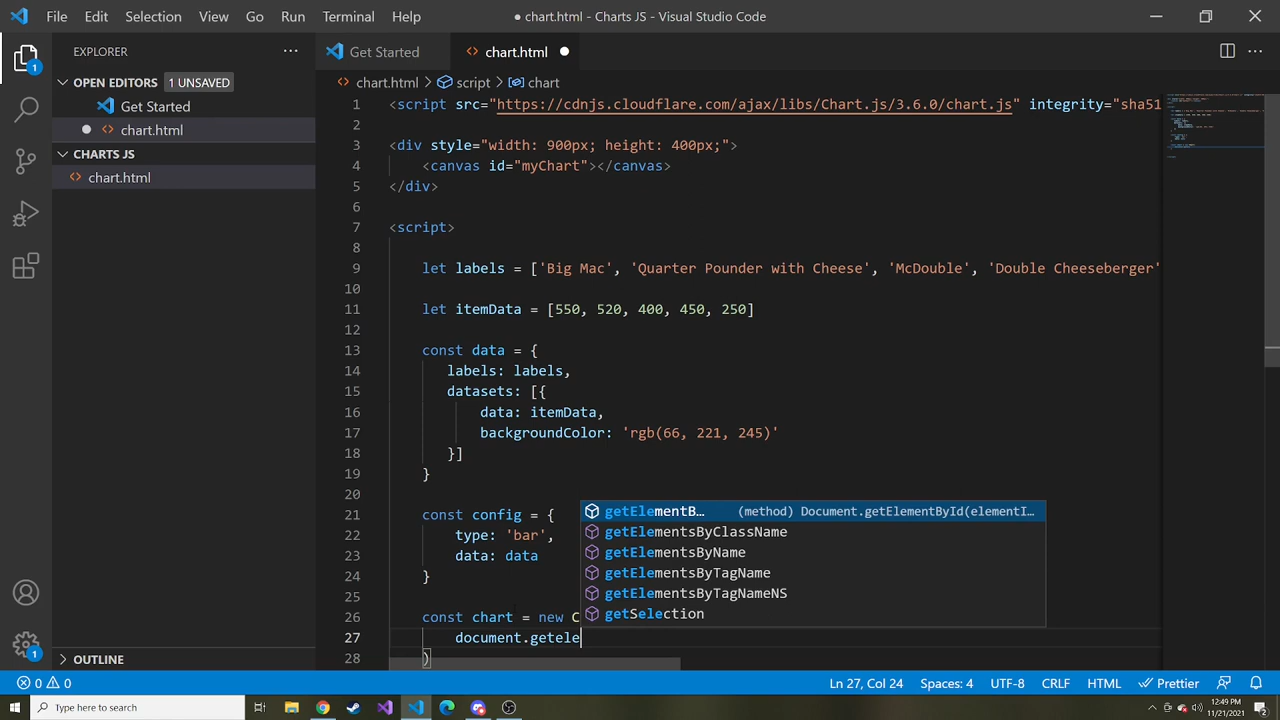 File Edit Selection View Go Run Terminal Help
● chart.html - Charts JS - Visual Studio Code
EXPLORER
Get Started
chart.html
OPEN EDITORS 1 UNSAVED
Get Started
chart.html
CHARTS JS
chart.html
chart.html > script > chart
1 <script src="https://cdnjs.cloudflare.com/ajax/libs/Chart.js/3.6.0/chart.js" integrity="sha51
2
3 <div style="width: 900px; height: 400px;">
4 <canvas id="myChart"></canvas>
5 </div>
6
7 <script>
8
9 let labels = ['Big Mac', 'Quarter Pounder with Cheese', 'McDouble', 'Double Cheeseberger'
10
11 let itemData = [550, 520, 400, 450, 250]
12
13 const data = {
14 labels: labels,
15 datasets: [{
16 data: itemData,
17 backgroundColor: 'rgb(66, 221, 245)'
18 }]
19 }
20
21 const config = {
22 type: 'bar',
23 data: data
24 }
25
26 const chart = new C
27 document.getele
28 )
getElementB… (method) Document.getElementById(elementI…
getElementsByClassName
getElementsByName
getElementsByTagName
getElementsByTagNameNS
getSelection
1
1
OUTLINE
0 0
Ln 27, Col 24 Spaces: 4 UTF-8 CRLF HTML Prettier
Type here to search
12:49 PM
11/21/2021
2